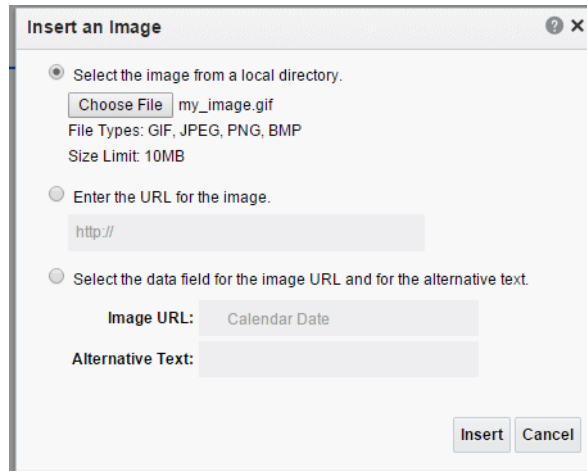 Insert an Image
Select the image from a local directory.
Choose File my_image.gif
File Types: GIF, JPEG, PNG, BMP
Size Limit: 10MB
Enter the URL for the image.
http://
Select the data field for the image URL and for the alternative text.
Image URL: Calendar Date
Alternative Text:
Insert Cancel